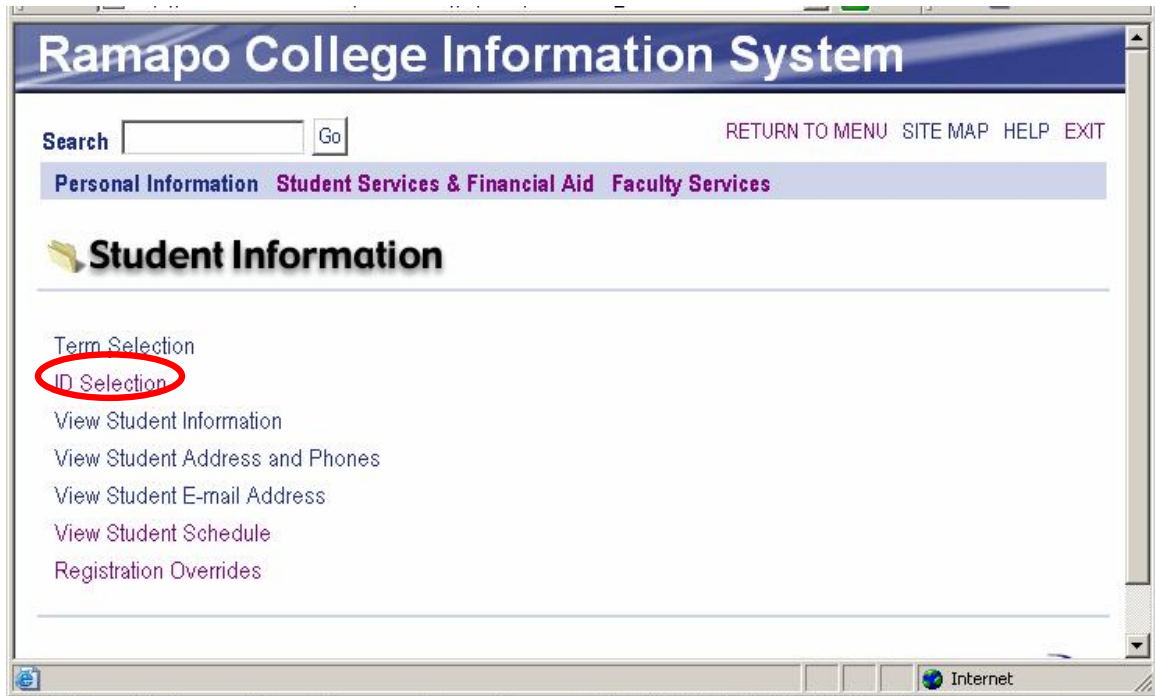 Ramapo College Information System
Search Go RETURN TO MENU SITE MAP HELP EXIT
Personal Information Student Services & Financial Aid Faculty Services
Student Information
Term Selection
ID Selection
View Student Information
View Student Address and Phones
View Student E-mail Address
View Student Schedule
Registration Overrides
Internet